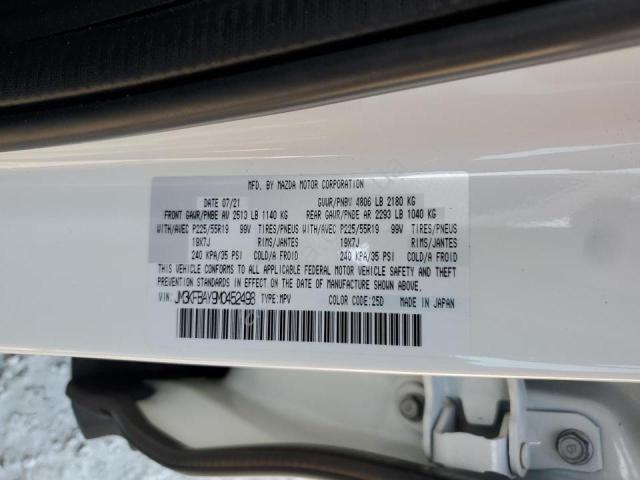 MFD. BY MAZDA MOTOR CORPORATION
DATE 07/21 GVWR/PNBV 4806 LB 2180 KG
FRONT GAWR/PNBE AV 2513 LB 1140 KG REAR GAWR/PNBE AR 2293 LB 1040 KG
WITH/AVEC P225/55R19 99V TIRES/PNEUS WITH/AVEC P225/55R19 99V TIRES/PNEUS
19X7J RIMS/JANTES 19X7J RIMS/JANTES
240 KPA/35 PSI COLD/A FROID 240 KPA/35 PSI COLD/A FROID
THIS VEHICLE CONFORMS TO ALL APPLICABLE FEDERAL MOTOR VEHICLE SAFETY AND THEFT
PREVENTION STANDARDS IN EFFECT ON THE DATE OF MANUFACTURE SHOWN ABOVE.
VIN: JM3KFBAY9M0452498 TYPE: MPV COLOR CODE: 25D MADE IN JAPAN